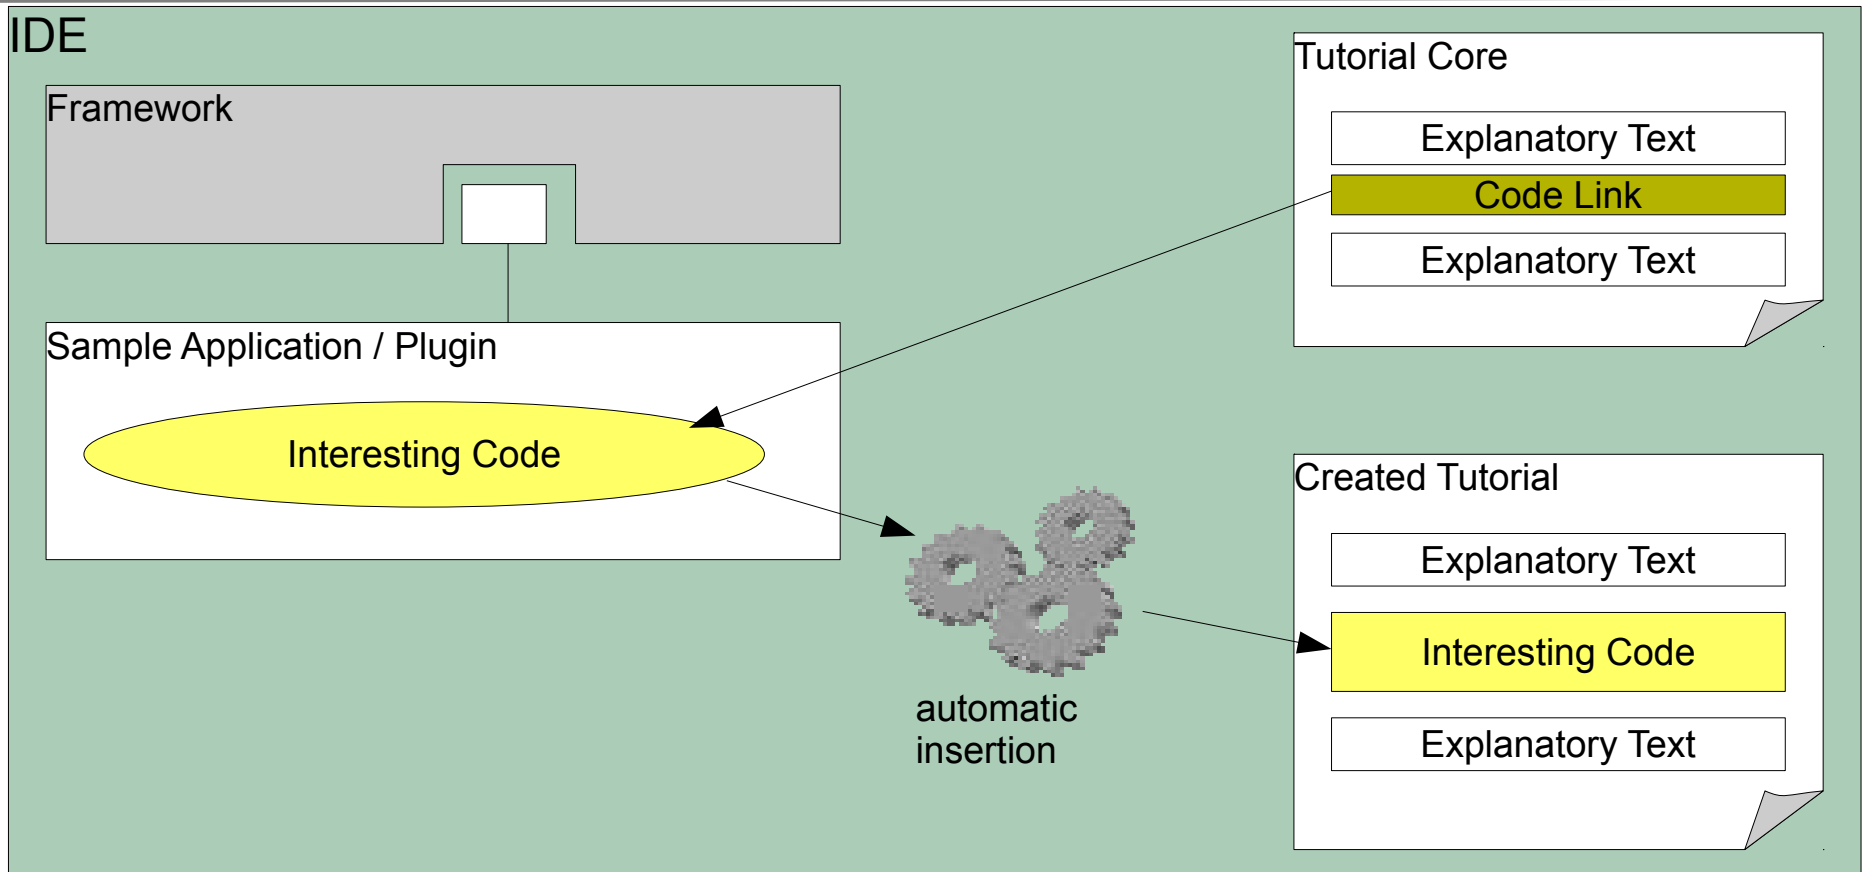 IDE
Framework
Sample Application / Plugin
Interesting Code
automatic
insertion
Tutorial Core
Explanatory Text
Code Link
Explanatory Text
Created Tutorial
Explanatory Text
Interesting Code
Explanatory Text